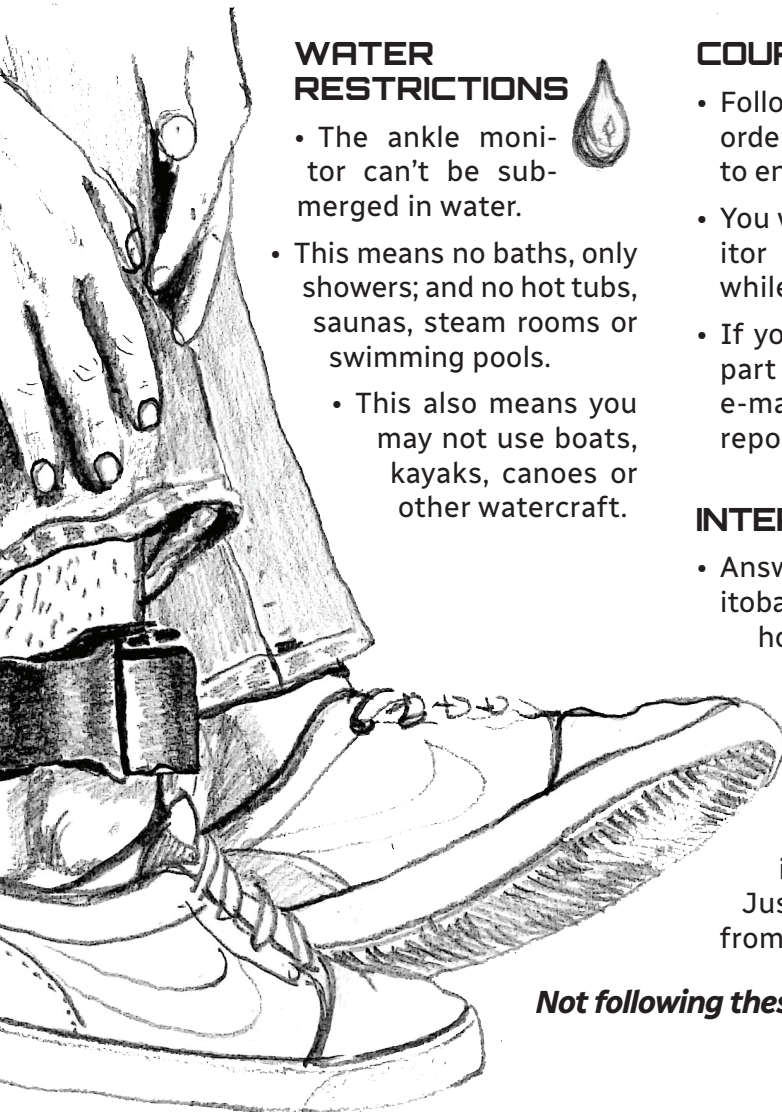 WATER
RESTRICTIONS
• The ankle moni-
tor can't be sub-
merged in water.
• This means no baths, only
showers; and no hot tubs,
saunas, steam rooms or
swimming pools.
• This also means you
may not use boats,
kayaks, canoes or
other watercraft.
COUR
• Follo
orde
to en
• You w
itor
while
• If yo
part
e-ma
repo
INTE
• Answ
itoba
ho
i
Jus
from
Not following thes